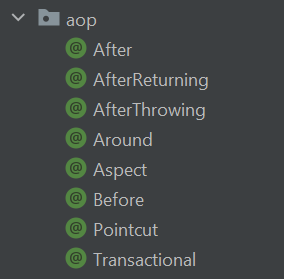 aop
@ After
@ AfterReturning
@ AfterThrowing
@ Around
@ Aspect
@ Before
@ Pointcut
@ Transactional